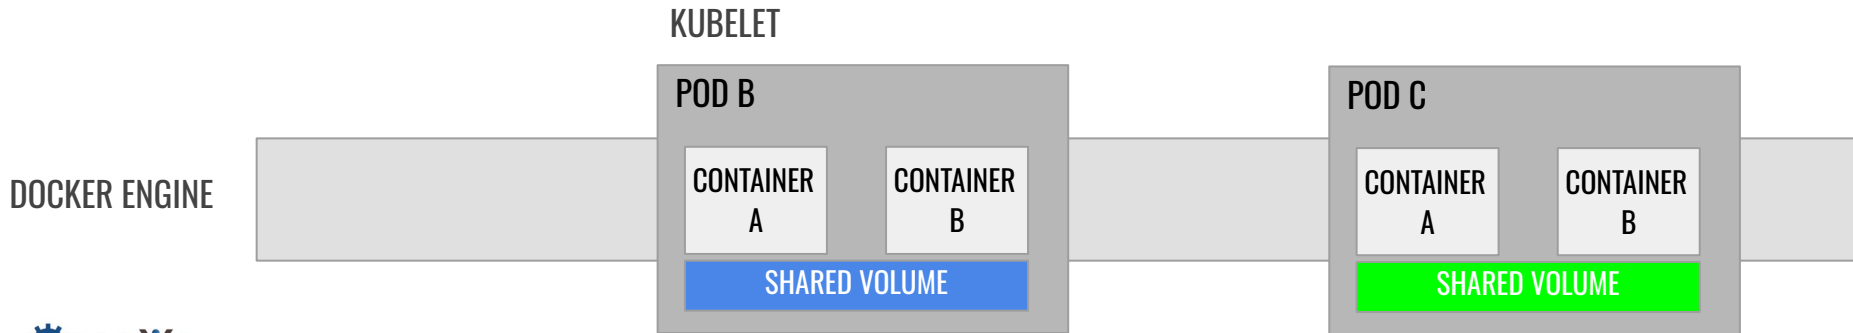 KUBELET
POD B
POD C
DOCKER ENGINE
CONTAINER
A
CONTAINER
B
SHARED VOLUME
CONTAINER
A
CONTAINER
B
SHARED VOLUME